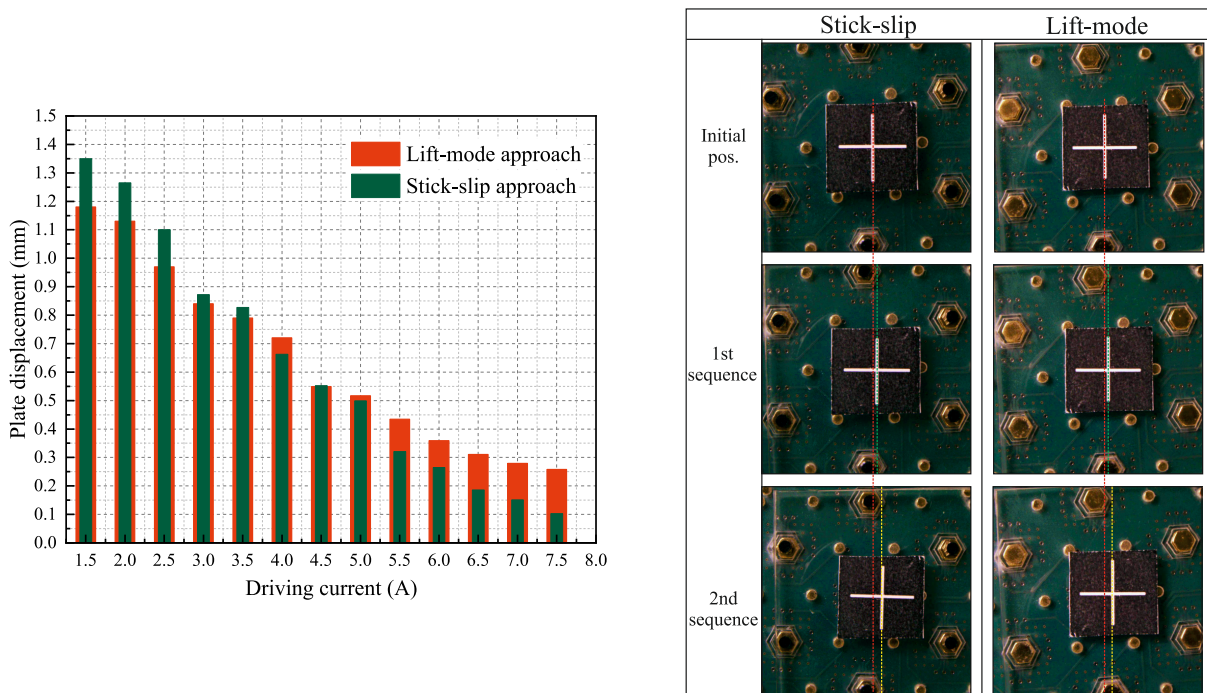 1.5
1.4
1.3
1.2
1.1
1.0
0.9
0.8
0.7
0.6
0.5
0.4
0.3
0.2
0.1
0.0
Plate displacement (mm)
Lift-mode approach
Stick-slip approach
1.5 2.0 2.5 3.0 3.5 4.0 4.5 5.0 5.5 6.0 6.5 7.0 7.5 8.0
Driving current (A)
Stick-slip Lift-mode
Initial
pos.
1st
sequence
2nd
sequence